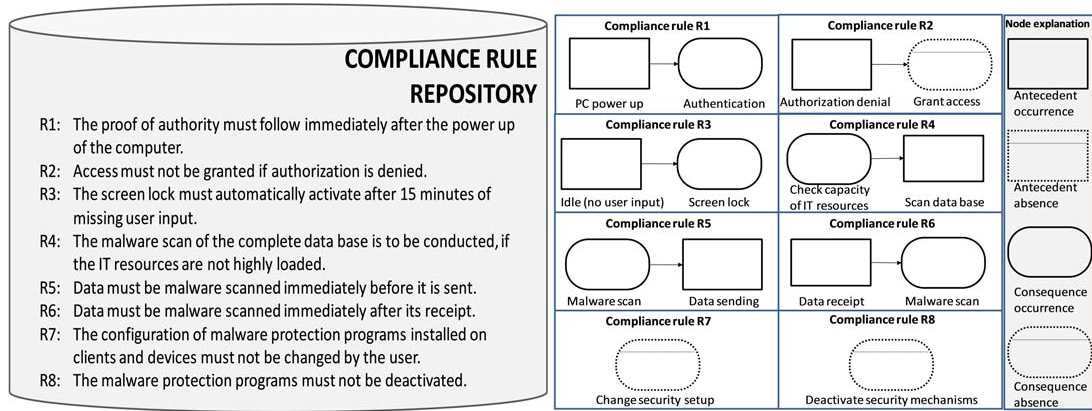 COMPLIANCE RULE
REPOSITORY
R1: The proof of authority must follow immediately after the power up
of the computer.
R2: Access must not be granted if authorization is denied.
R3: The screen lock must automatically activate after 15 minutes of
missing user input.
R4: The malware scan of the complete data base is to be conducted, if
the IT resources are not highly loaded.
R5: Data must be malware scanned immediately before it is sent.
R6: Data must be malware scanned immediately after its receipt.
R7: The configuration of malware protection programs installed on
clients and devices must not be changed by the user.
R8: The malware protection programs must not be deactivated.
Compliance rule R1
PC power up
Authentication
Compliance rule R2
Authorization denial
Grant access
Compliance rule R3
Idle (no user input)
Screen lock
Compliance rule R4
Check capacity
of IT resources
Scan data base
Compliance rule R5
Malware scan
Data sending
Compliance rule R6
Data receipt
Malware scan
Compliance rule R7
Change security setup
Compliance rule R8
Deactivate security mechanisms
Node explanation
Antecedent
occurrence
Antecedent
absence
Consequence
occurrence
Consequence
absence